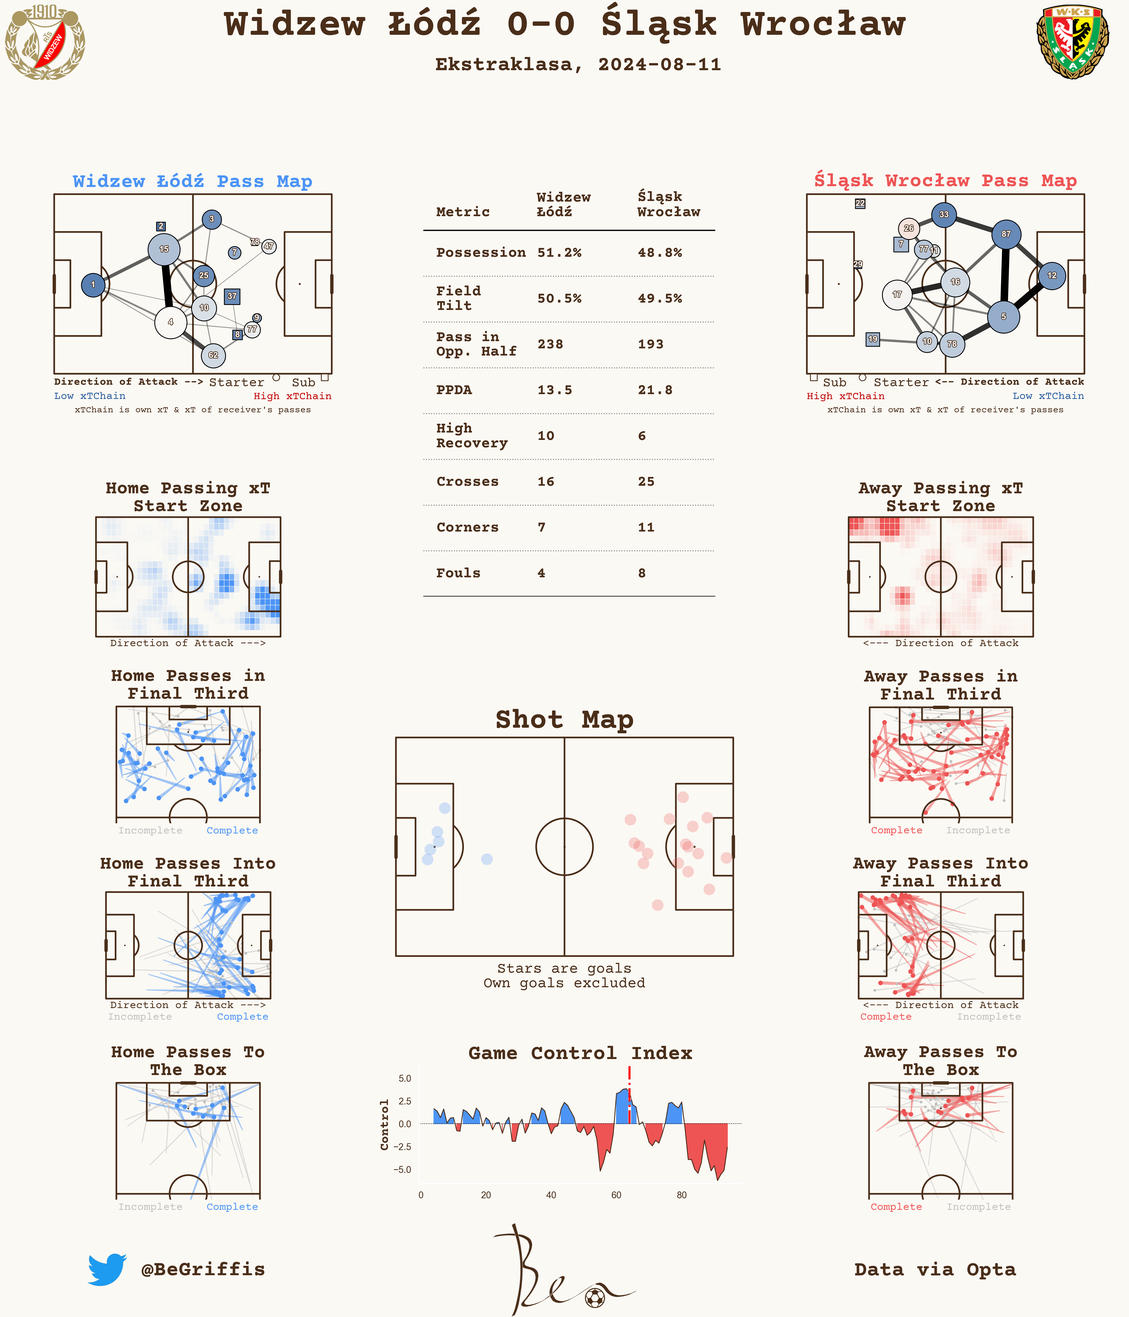 Widzew Łódź 0-0 Śląsk Wrocław
Ekstraklasa, 2024-08-11
1910
RTS
WIDZEW
W·K·S
ŚLĄSK
Widzew Łódź Pass Map
2
3
15
7
47
1
25
37
10
4
9
77
8
62
Direction of Attack --> Starter Sub
Low xTChain High xTChain
xTChain is own xT & xT of receiver's passes
Metric Widzew Łódź Śląsk Wrocław
Possession 51.2% 48.8%
Field Tilt 50.5% 49.5%
Pass in Opp. Half 238 193
PPDA 13.5 21.8
High Recovery 10 6
Crosses 16 25
Corners 7 11
Fouls 4 8
Śląsk Wrocław Pass Map
22
33
26
87
7
77
29
12
16
17
5
19
10
78
Sub Starter <-- Direction of Attack
High xTChain Low xTChain
xTChain is own xT & xT of receiver's passes
Home Passing xT
Start Zone
Direction of Attack --->
Away Passing xT
Start Zone
<--- Direction of Attack
Home Passes in
Final Third
Incomplete Complete
Away Passes in
Final Third
Complete Incomplete
Shot Map
Stars are goals
Own goals excluded
Home Passes Into
Final Third
Direction of Attack --->
Incomplete Complete
Away Passes Into
Final Third
<--- Direction of Attack
Complete Incomplete
Home Passes To
The Box
Incomplete Complete
Game Control Index
Control
5.0
2.5
0.0
−2.5
−5.0
0 20 40 60 80
Away Passes To
The Box
Complete Incomplete
@BeGriffis
Bea
Data via Opta